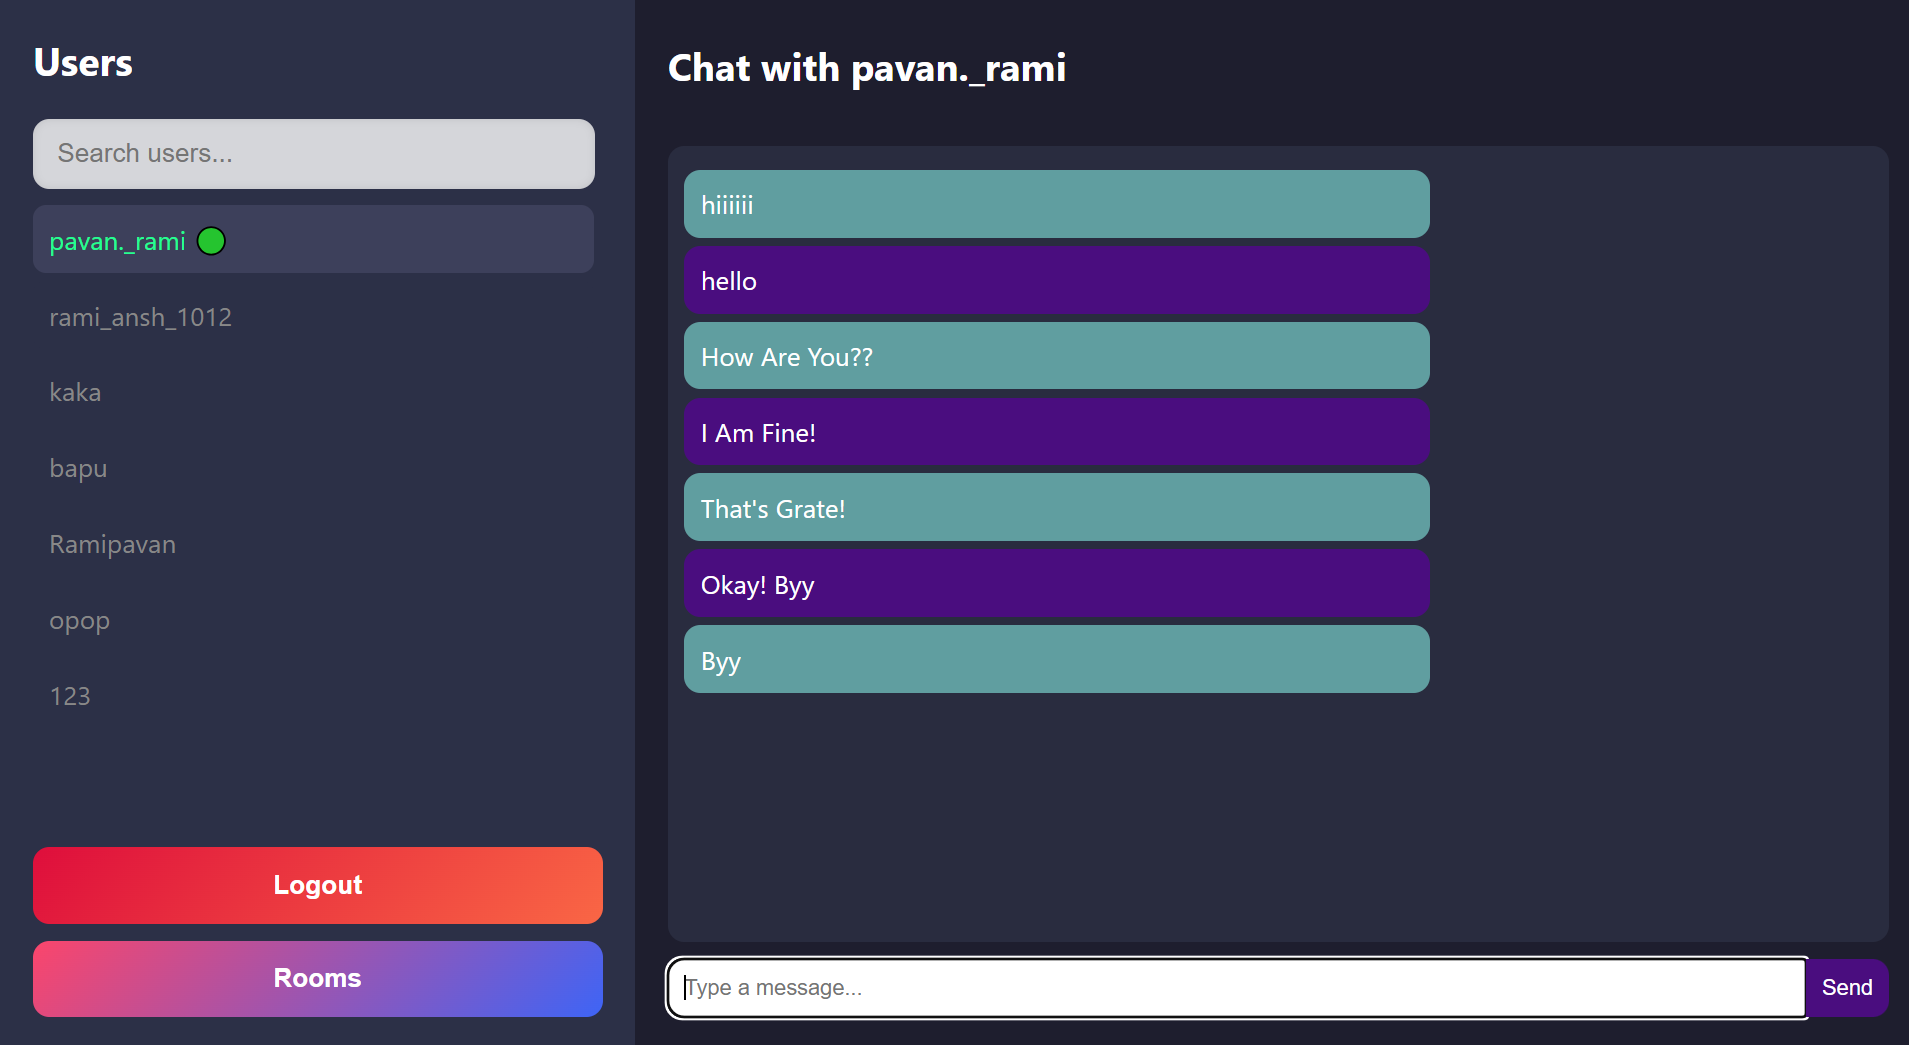 Users
Search users...
pavan._rami
rami_ansh_1012
kaka
bapu
Ramipavan
opop
123
Logout
Rooms
Chat with pavan._rami
hiiiiii
hello
How Are You??
I Am Fine!
That's Grate!
Okay! Byy
Byy
Type a message...
Send